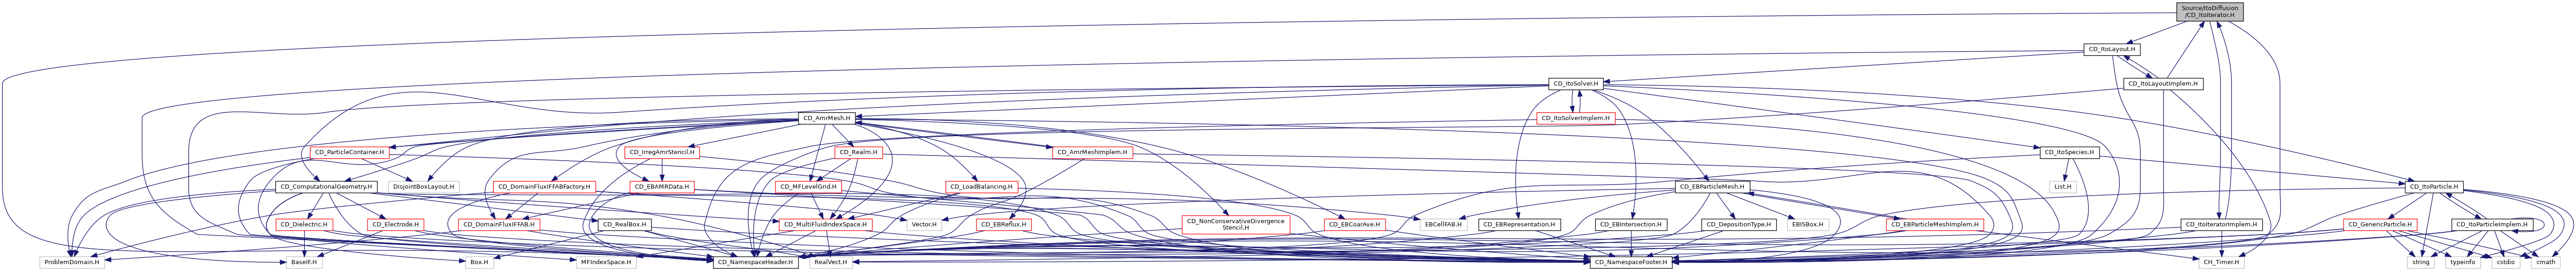 Source/ItoDiffusion
/CD_ItoIterator.H
CD_ItoLayout.H
CD_ItoSolver.H
CD_ItoLayoutImplem.H
CD_AmrMesh.H
CD_ItoSolverImplem.H
CD_ParticleContainer.H
CD_IrregAmrStencil.H
CD_Realm.H
CD_AmrMeshImplem.H
CD_ItoSpecies.H
CD_ComputationalGeometry.H
DisjointBoxLayout.H
CD_DomainFluxIFFABFactory.H
CD_EBAMRData.H
CD_MFLevelGrid.H
CD_LoadBalancing.H
CD_EBParticleMesh.H
List.H
CD_ItoParticle.H
CD_Dielectric.H
CD_Electrode.H
CD_DomainFluxIFFAB.H
CD_RealBox.H
CD_MultiFluidIndexSpace.H
Vector.H
CD_EBReflux.H
CD_NonConservativeDivergence
Stencil.H
CD_EBCoarAve.H
EBCellFAB.H
CD_EBRepresentation.H
CD_EBIntersection.H
CD_DepositionType.H
EBISBox.H
CD_EBParticleMeshImplem.H
CD_ItoIteratorImplem.H
CD_GenericParticle.H
CD_ItoParticleImplem.H
ProblemDomain.H
BaseIF.H
Box.H
MFIndexSpace.H
CD_NamespaceHeader.H
RealVect.H
CD_NamespaceFooter.H
CH_Timer.H
string
typeinfo
cstdio
cmath